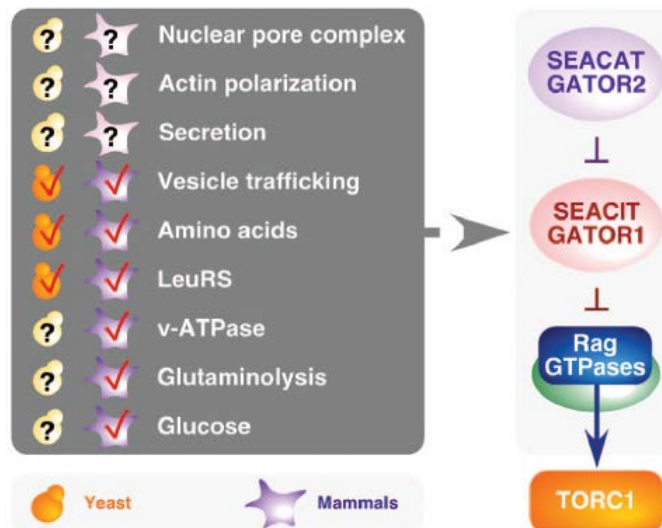 ? ? Nuclear pore complex
? ? Actin polarization
? ? Secretion
Vesicle trafficking
Amino acids
LeuRS
? v-ATPase
? Glutaminolysis
? Glucose
Yeast
Mammals
SEACAT
GATOR2
SEACIT
GATOR1
Rag
GTPases
TORC1